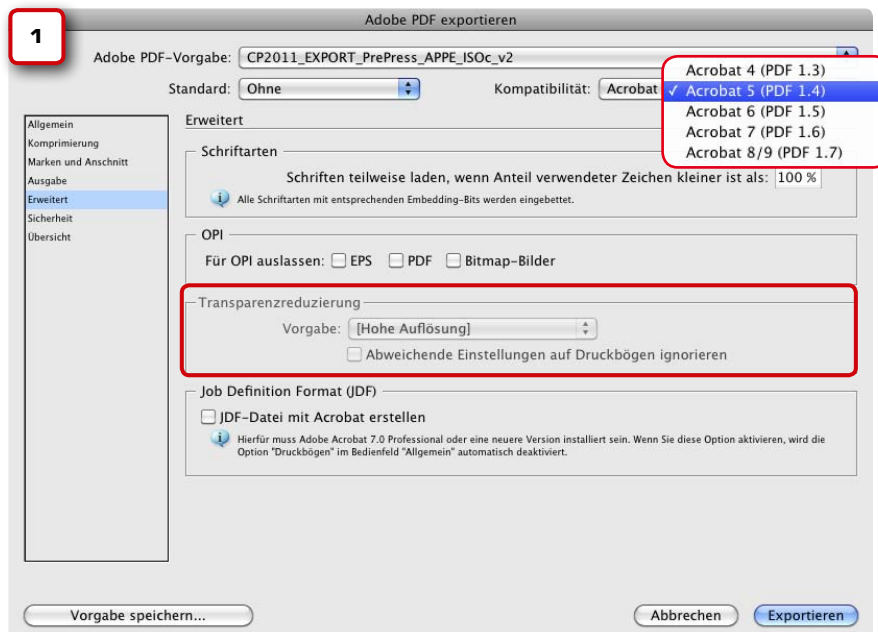 Adobe PDF exportieren
1
Adobe PDF-Vorgabe: CP2011_EXPORT_PrePress_APPE_ISOc_v2
Standard: Ohne
Kompatibilität: Acrobat
Acrobat 4 (PDF 1.3)
✓ Acrobat 5 (PDF 1.4)
Acrobat 6 (PDF 1.5)
Acrobat 7 (PDF 1.6)
Acrobat 8/9 (PDF 1.7)
Allgemein
Komprimierung
Marken und Anschnitt
Ausgabe
Erweitert
Sicherheit
Übersicht
Erweitert
Schriftarten
Schriften teilweise laden, wenn Anteil verwendeter Zeichen kleiner ist als: 100 %
Alle Schriftarten mit entsprechenden Embedding-Bits werden eingebettet.
OPI
Für OPI auslassen: EPS PDF Bitmap-Bilder
Transparenzreduzierung
Vorgabe: [Hohe Auflösung]
Abweichende Einstellungen auf Druckbögen ignorieren
Job Definition Format (JDF)
JDF-Datei mit Acrobat erstellen
Hierfür muss Adobe Acrobat 7.0 Professional oder eine neuere Version installiert sein. Wenn Sie diese Option aktivieren, wird die
Option "Druckbögen" im Bedienfeld "Allgemein" automatisch deaktiviert.
Vorgabe speichern...
Abbrechen
Exportieren